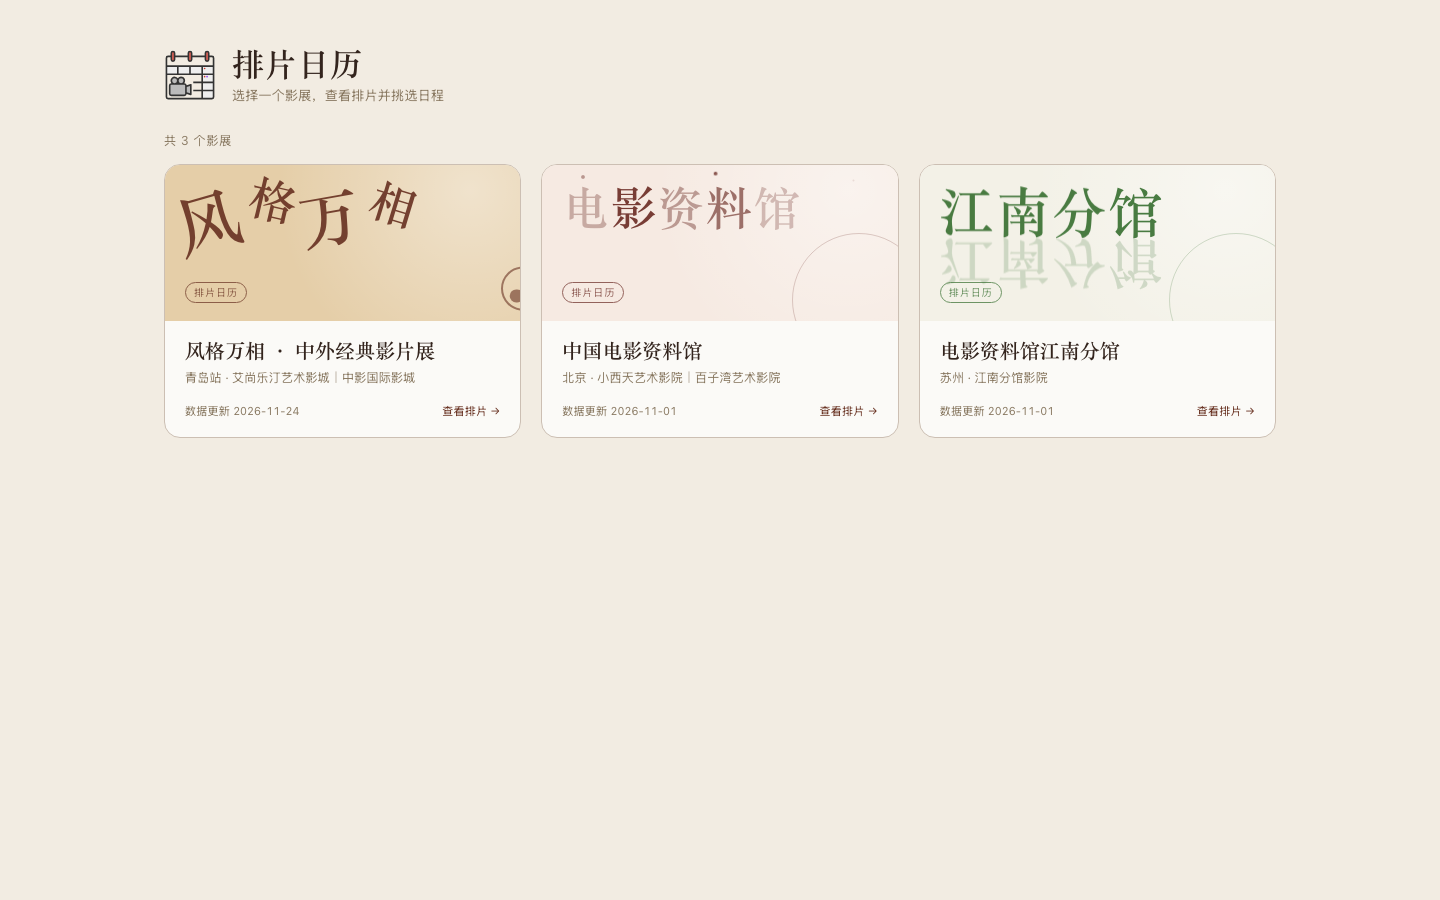 排片日历
选择一个影展，查看排片并挑选日程
共 3 个影展
风格万相
排片日历
风格万相 · 中外经典影片展
青岛站 · 艾尚乐汀艺术影城｜中影国际影城
数据更新 2026-11-24
查看排片 →
电影资料馆
排片日历
中国电影资料馆
北京 · 小西天艺术影院｜百子湾艺术影院
数据更新 2026-11-01
查看排片 →
江南分馆
江南分馆
排片日历
电影资料馆江南分馆
苏州 · 江南分馆影院
数据更新 2026-11-01
查看排片 →